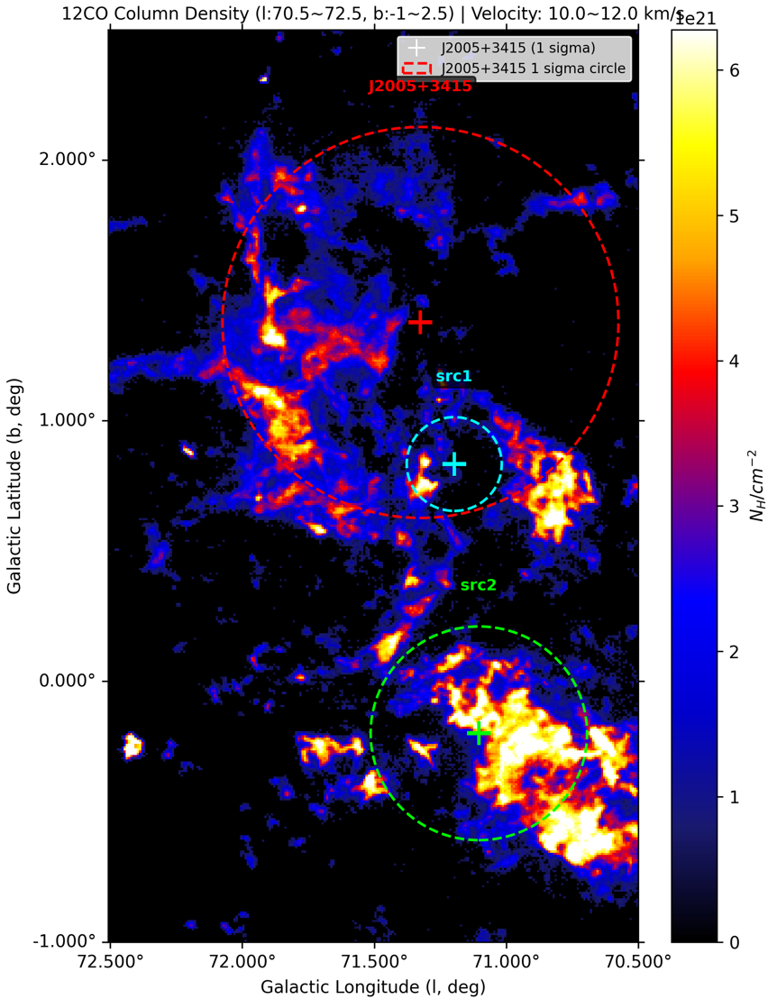 12CO Column Density (l:70.5~72.5, b:-1~2.5) | Velocity: 10.0~12.0 km/s
1e21
J2005+3415 (1 sigma)
J2005+3415 1 sigma circle
J2005+3415
src1
src2
2.000°
1.000°
0.000°
-1.000°
Galactic Latitude (b, deg)
72.500°
72.000°
71.500°
71.000°
70.500°
Galactic Longitude (l, deg)
6
5
4
3
2
1
0
N_H/cm^{-2}